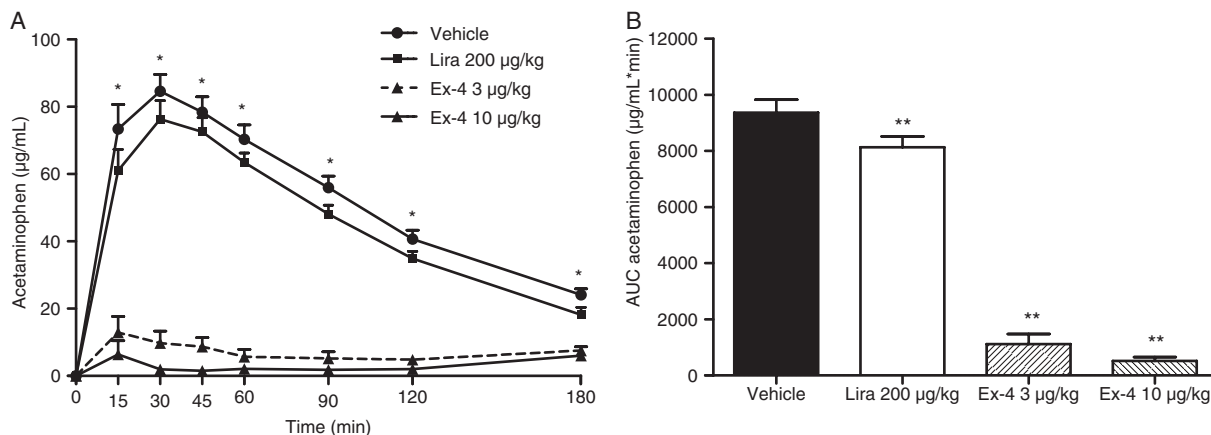 A
Acetaminophen (µg/mL)
100
80
60
40
20
0
* * * * * * *
Vehicle
Lira 200 µg/kg
Ex-4 3 µg/kg
Ex-4 10 µg/kg
0 15 30 45 60 90 120 180
Time (min)
B
AUC acetaminophen (µg/mL*min)
12000
10000
8000
6000
4000
2000
0
** ** **
Vehicle Lira 200 µg/kg Ex-4 3 µg/kg Ex-4 10 µg/kg